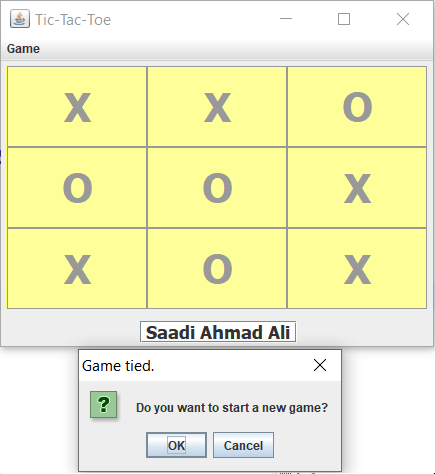 Tic-Tac-Toe
Game
X X O
O O X
X O X
Saadi Ahmad Ali
Game tied.
?
Do you want to start a new game?
OK Cancel